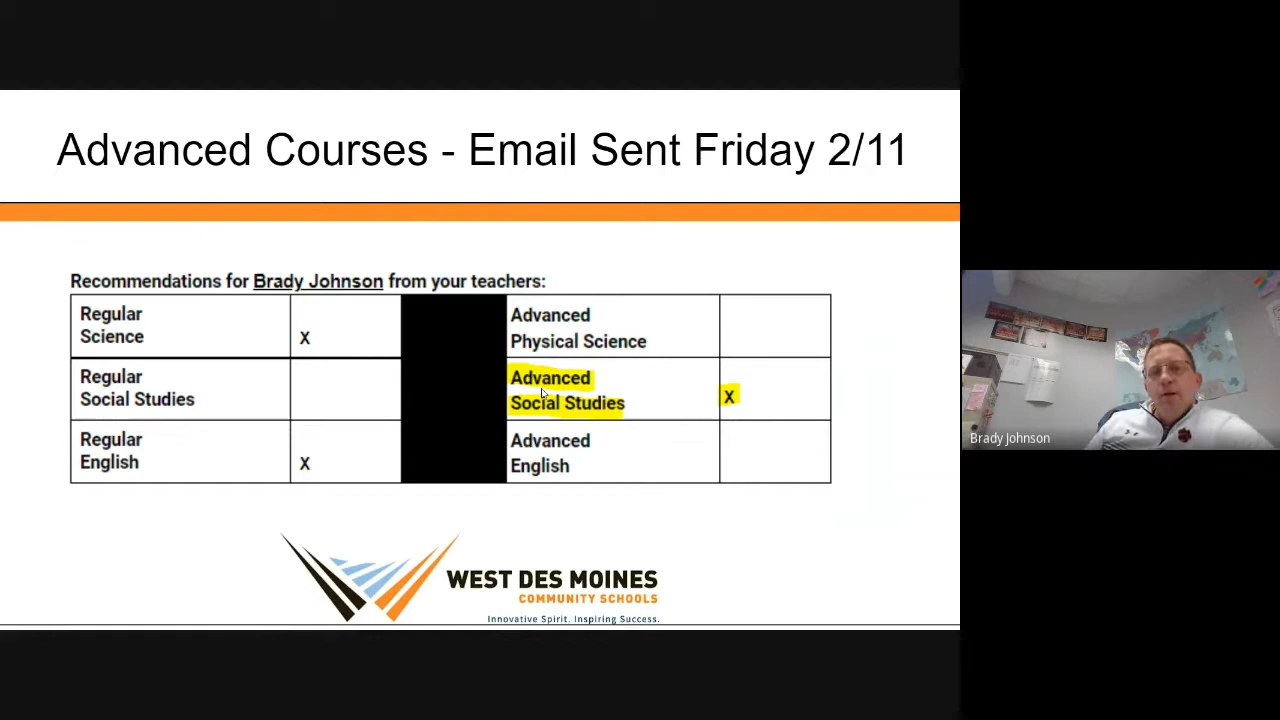 Advanced Courses - Email Sent Friday 2/11
Recommendations for Brady Johnson from your teachers:
Regular
Science
X
Advanced
Physical Science
Regular
Social Studies
Advanced
Social Studies
X
Regular
English
X
Advanced
English
WEST DES MOINES
COMMUNITY SCHOOLS
Innovative Spirit. Inspiring Success.
Brady Johnson